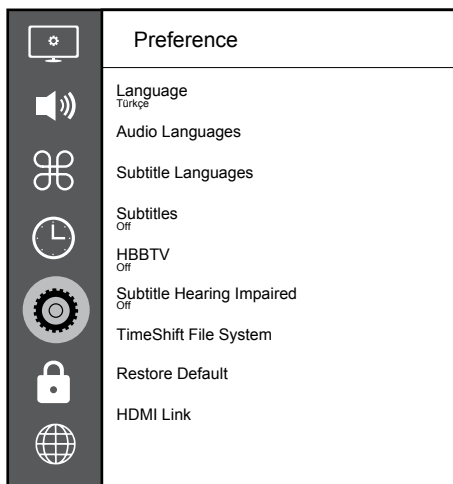 Preference
Language
Türkçe
Audio Languages
Subtitle Languages
Subtitles
Off
HBBTV
Off
Subtitle Hearing Impaired
Off
TimeShift File System
Restore Default
HDMI Link